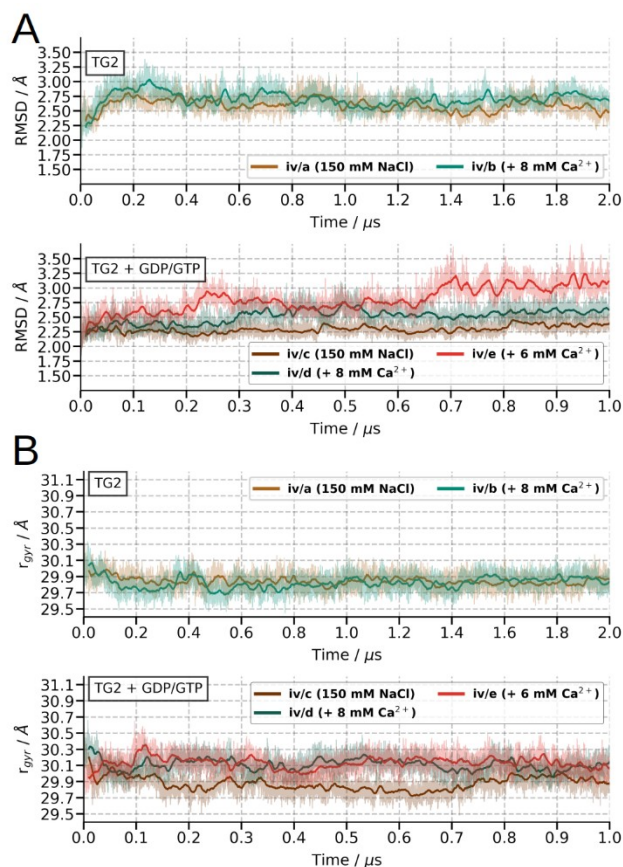 A
TG2
3.50
3.25
3.00
2.75
2.50
2.25
2.00
1.75
1.50
RMSD / Å
iv/a (150 mM NaCl) iv/b (+ 8 mM Ca²⁺)
0.0 0.2 0.4 0.6 0.8 1.0 1.2 1.4 1.6 1.8 2.0
Time / μs
TG2 + GDP/GTP
3.50
3.25
3.00
2.75
2.50
2.25
2.00
1.75
1.50
RMSD / Å
iv/c (150 mM NaCl) iv/e (+ 6 mM Ca²⁺)
iv/d (+ 8 mM Ca²⁺)
0.0 0.1 0.2 0.3 0.4 0.5 0.6 0.7 0.8 0.9 1.0
Time / μs
B
TG2
iv/a (150 mM NaCl) iv/b (+ 8 mM Ca²⁺)
31.1
30.9
30.7
30.5
30.3
30.1
29.9
29.7
29.5
r_gyr / Å
0.0 0.2 0.4 0.6 0.8 1.0 1.2 1.4 1.6 1.8 2.0
Time / μs
TG2 + GDP/GTP
iv/c (150 mM NaCl) iv/e (+ 6 mM Ca²⁺)
iv/d (+ 8 mM Ca²⁺)
31.1
30.9
30.7
30.5
30.3
30.1
29.9
29.7
29.5
r_gyr / Å
0.0 0.1 0.2 0.3 0.4 0.5 0.6 0.7 0.8 0.9 1.0
Time / μs